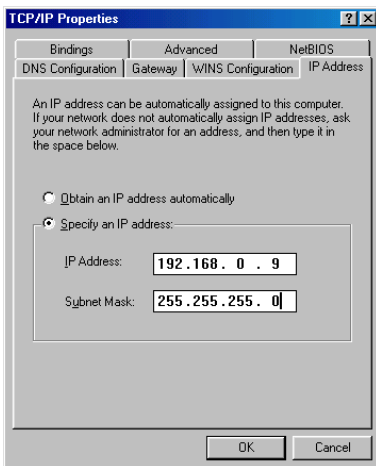 TCP/IP Properties
Bindings Advanced NetBIOS
DNS Configuration Gateway WINS Configuration IP Address
An IP address can be automatically assigned to this computer.
If your network does not automatically assign IP addresses, ask
your network administrator for an address, and then type it in
the space below.
Obtain an IP address automatically
Specify an IP address:
IP Address: 192.168. 0 . 9
Subnet Mask: 255.255.255. 0
OK Cancel